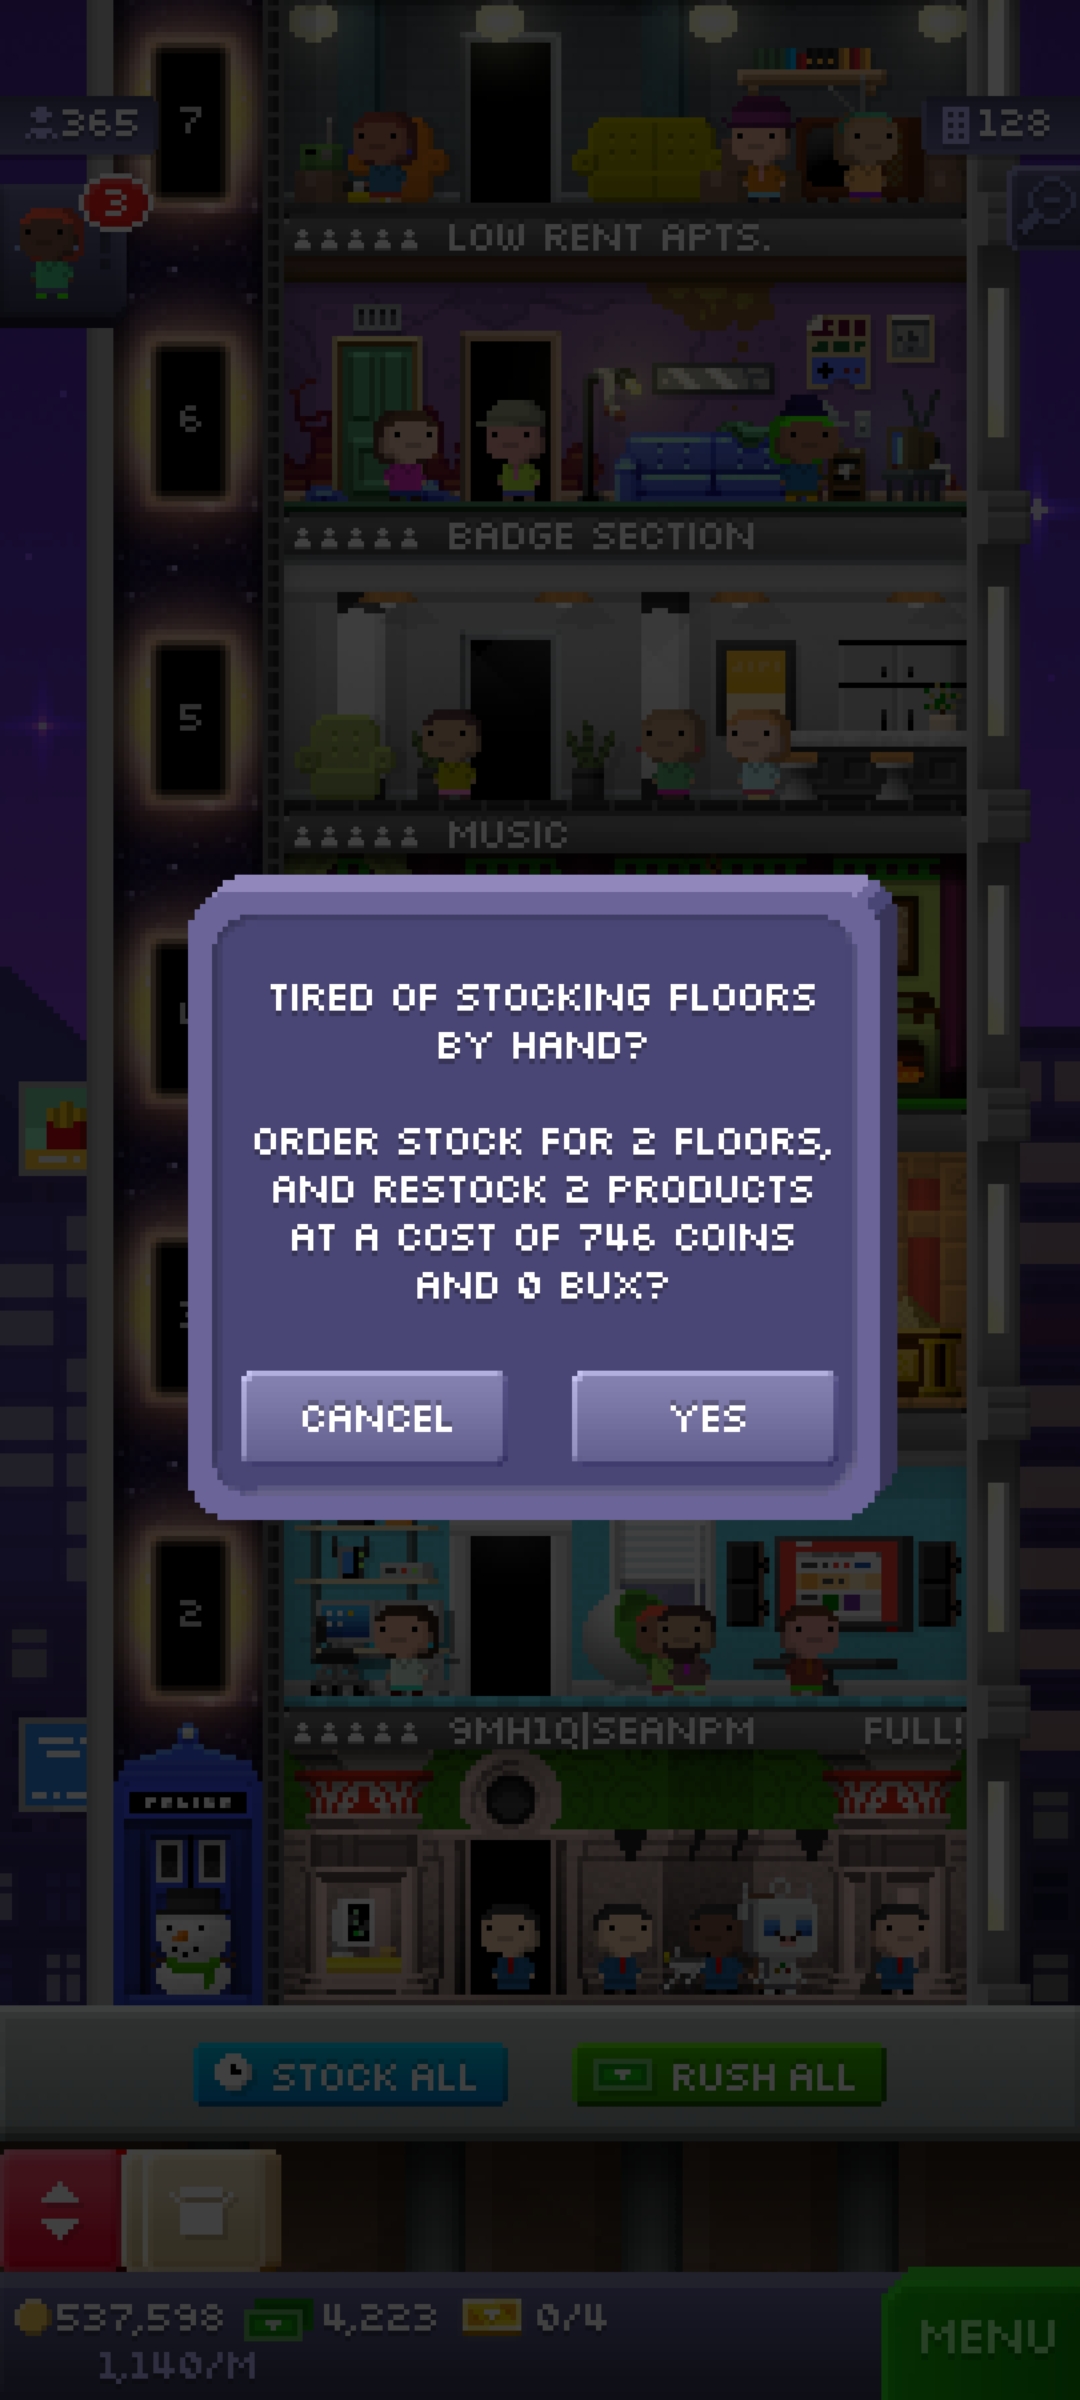 7
365
128
3
LOW RENT APTS.
6
BADGE SECTION
5
MUSIC
TIRED OF STOCKING FLOORS
BY HAND?
ORDER STOCK FOR 2 FLOORS,
AND RESTOCK 2 PRODUCTS
AT A COST OF 746 COINS
AND 0 BUX?
CANCEL
YES
2
9MH1Q|SEANPM
FULL!
POLICE
STOCK ALL
RUSH ALL
537,598
4,223
0/4
1,140/M
MENU